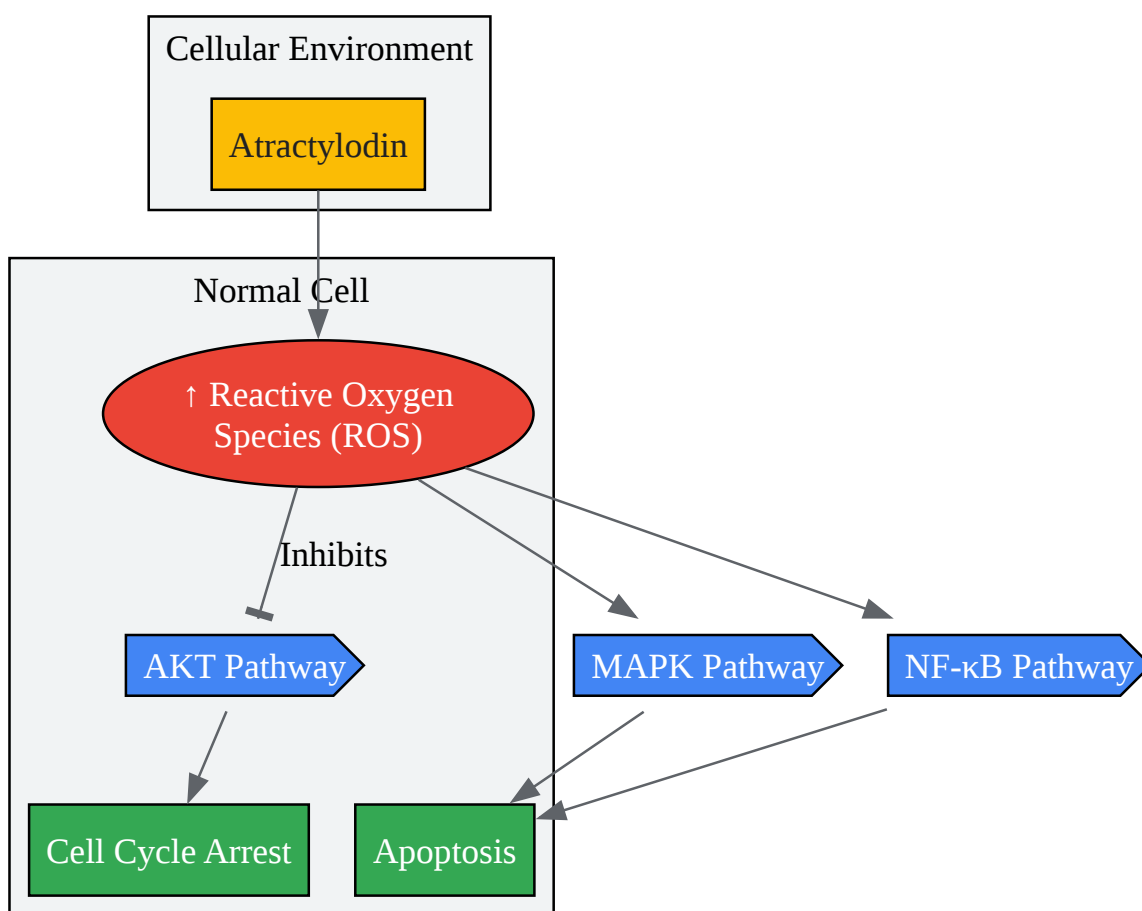 Cellular Environment
Atractylodin
Normal Cell
↑ Reactive Oxygen
Species (ROS)
Inhibits
AKT Pathway
MAPK Pathway
NF-κB Pathway
Cell Cycle Arrest
Apoptosis